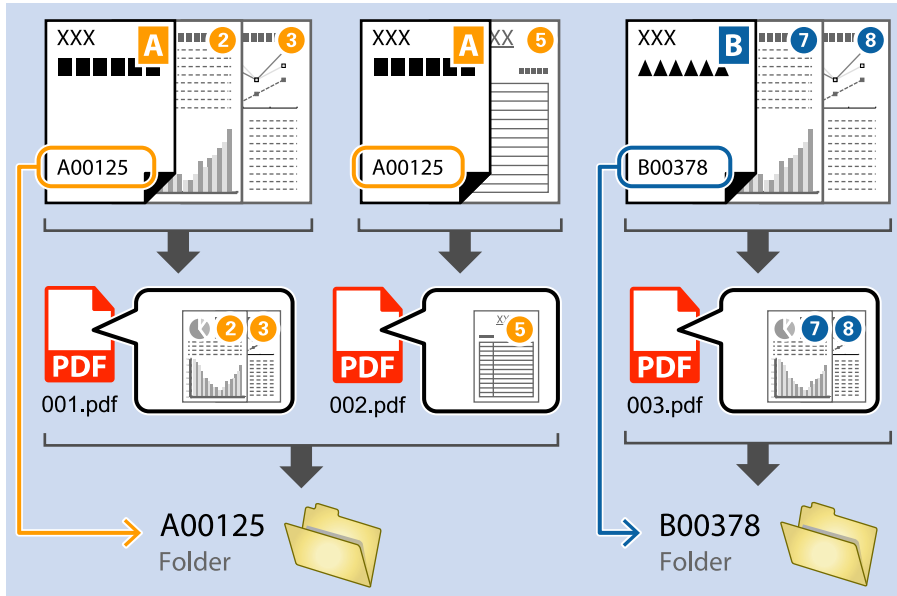 XXX
A
2
3
A00125
XXX
A
XX
5
A00125
XXX
B
7
8
B00378
PDF
2
3
001.pdf
PDF
5
002.pdf
PDF
7
8
003.pdf
A00125
Folder
B00378
Folder